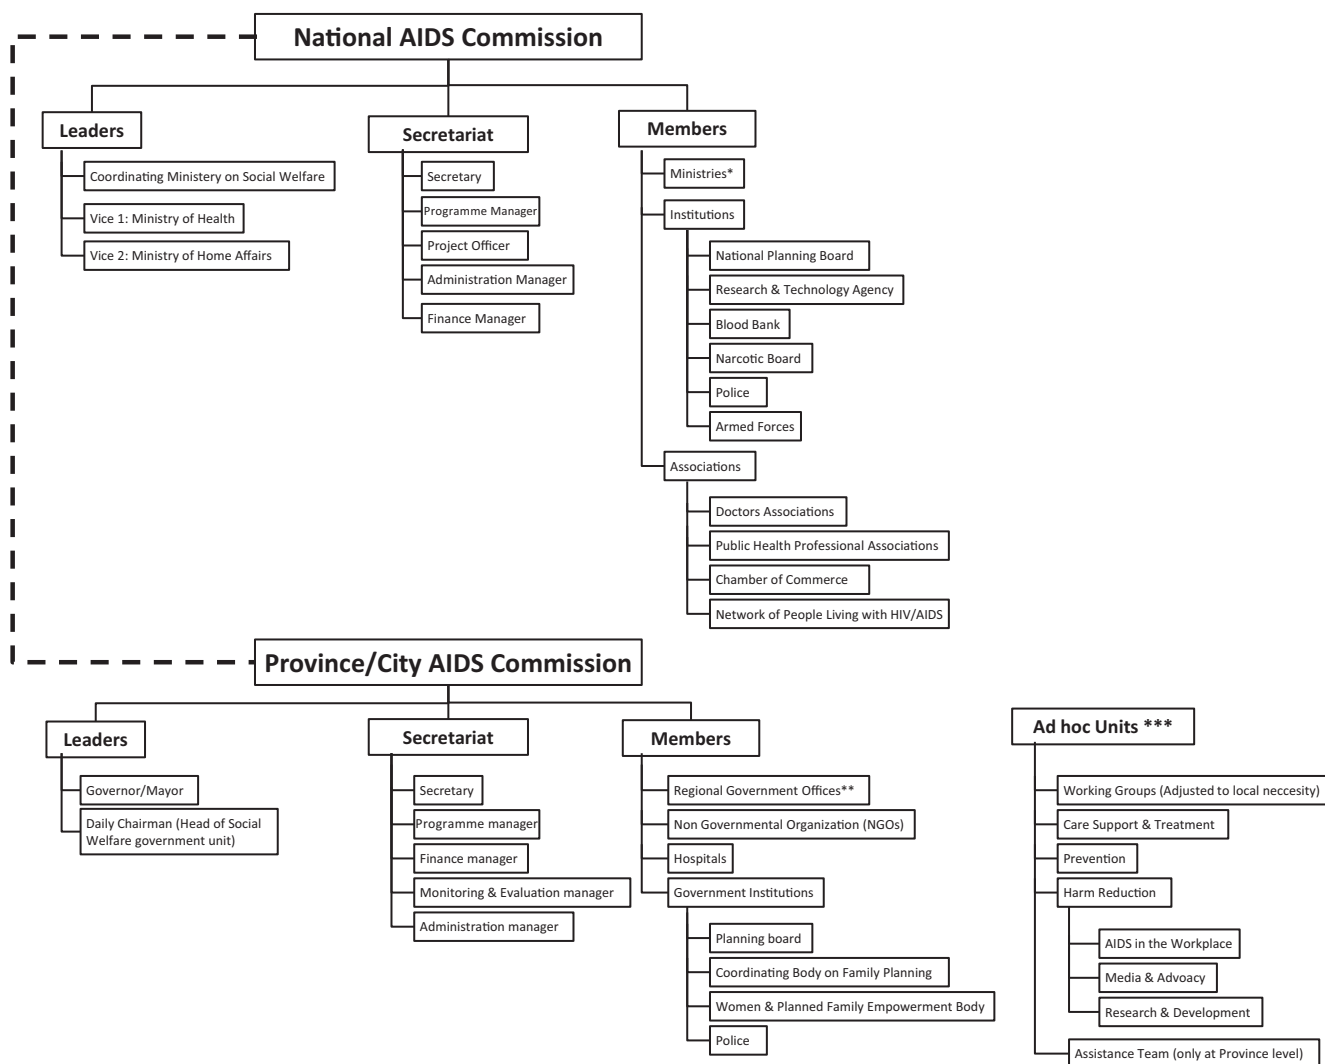 National AIDS Commission
Leaders
Coordinating Ministery on Social Welfare
Vice 1: Ministry of Health
Vice 2: Ministry of Home Affairs
Secretariat
Secretary
Programme Manager
Project Officer
Administration Manager
Finance Manager
Members
Ministries*
Institutions
National Planning Board
Research & Technology Agency
Blood Bank
Narcotic Board
Police
Armed Forces
Associations
Doctors Associations
Public Health Professional Associations
Chamber of Commerce
Network of People Living with HIV/AIDS
Province/City AIDS Commission
Leaders
Governor/Mayor
Daily Chairman (Head of Social
Welfare government unit)
Secretariat
Secretary
Programme manager
Finance manager
Monitoring & Evaluation manager
Administration manager
Members
Regional Government Offices**
Non Governmental Organization (NGOs)
Hospitals
Government Institutions
Planning board
Coordinating Body on Family Planning
Women & Planned Family Empowerment Body
Police
Ad hoc Units ***
Working Groups (Adjusted to local neccesity)
Care Support & Treatment
Prevention
Harm Reduction
AIDS in the Workplace
Media & Advoacy
Research & Development
Assistance Team (only at Province level)